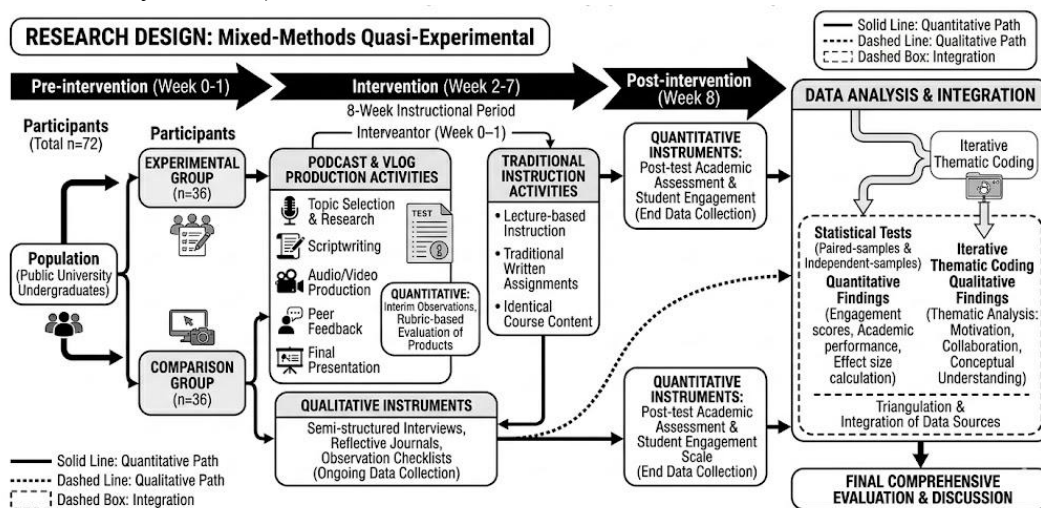 RESEARCH DESIGN: Mixed-Methods Quasi-Experimental
Solid Line: Quantitative Path
Dashed Line: Qualitative Path
Dashed Box: Integration
Pre-intervention (Week 0-1)
Intervention (Week 2-7)
Post-intervention
(Week 8)
DATA ANALYSIS & INTEGRATION
8-Week Instructional Period
Interveantor (Week 0–1)
Participants
(Total n=72)
Participants
EXPERIMENTAL
GROUP
(n=36)
Population
(Public University
Undergraduates)
COMPARISON
GROUP
(n=36)
PODCAST & VLOG
PRODUCTION ACTIVITIES
Topic Selection
& Research
Scriptwriting
Audio/Video
Production
Peer
Feedback
Final
Presentation
TEST
QUANTITATIVE:
Interim Observations,
Rubric-based
Evaluation of
Products
TRADITIONAL
INSTRUCTION
ACTIVITIES
• Lecture-based
Instruction
• Traditional
Written
Assignments
• Identical
Course Content
QUALITATIVE INSTRUMENTS
Semi-structured Interviews,
Reflective Journals,
Observation Checklists
(Ongoing Data Collection)
QUANTITATIVE
INSTRUMENTS:
Post-test Academic
Assessment &
Student Engagement
(End Data Collection)
QUANTITATIVE
INSTRUMENTS:
Post-test Academic
Assessment &
Student Engagement
Scale
(End Data Collection)
Iterative
Thematic Coding
Statistical Tests
(Paired-samples &
Independent-samples)
Quantitative
Findings
(Engagement
scores, Academic
performance,
Effect size
calculation)
Iterative
Thematic Coding
Qualitative
Findings
(Thematic Analysis:
Motivation,
Collaboration,
Conceptual
Understanding)
Triangulation &
Integration of Data Sources
FINAL COMPREHENSIVE
EVALUATION & DISCUSSION
Solid Line: Quantitative Path
Dashed Line: Qualitative Path
Dashed Box: Integration